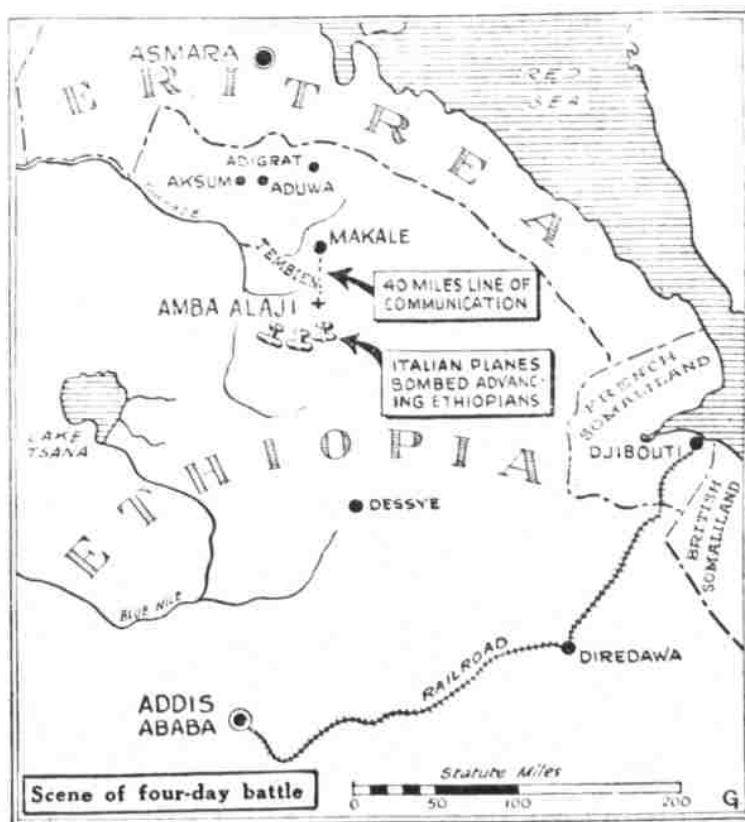 ASMARA
ERITREA
RED
SEA
ADIGRAT
AKSUM
ADUWA
MAKALE
TEMBIEN
40 MILES LINE OF
COMMUNICATION
AMBA ALAJI
ITALIAN PLANES
BOMBED ADVANC-
ING ETHIOPIANS
FRENCH
SOMALILAND
LAKE
TSANA
DJIBOUTI
ETHIOPIA
DESSYE
BRITISH
SOMALILAND
BLUE NILE
RAILROAD
DIREDAWA
ADDIS
ABABA
Scene of four-day battle
Statute Miles
0 50 100 200
G